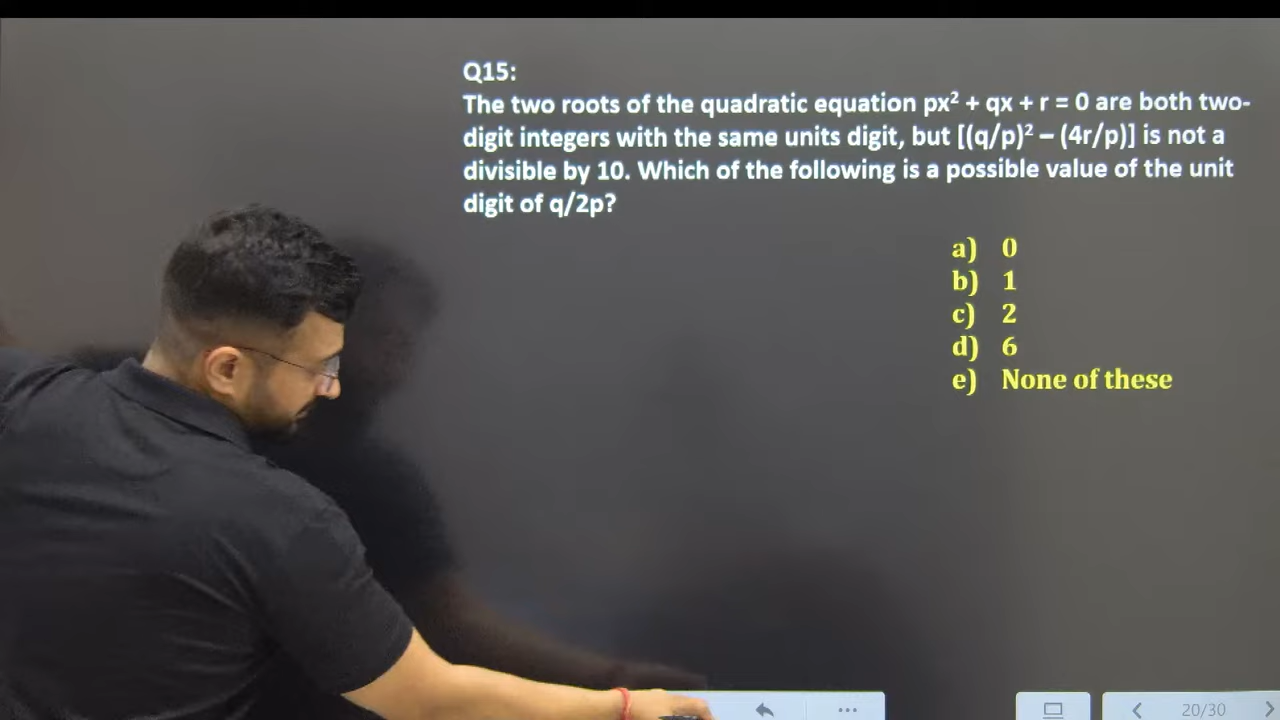 Q15:
The two roots of the quadratic equation px² + qx + r = 0 are both two-
digit integers with the same units digit, but [(q/p)² – (4r/p)] is not a
divisible by 10. Which of the following is a possible value of the unit
digit of q/2p?
a) 0
b) 1
c) 2
d) 6
e) None of these
20/30